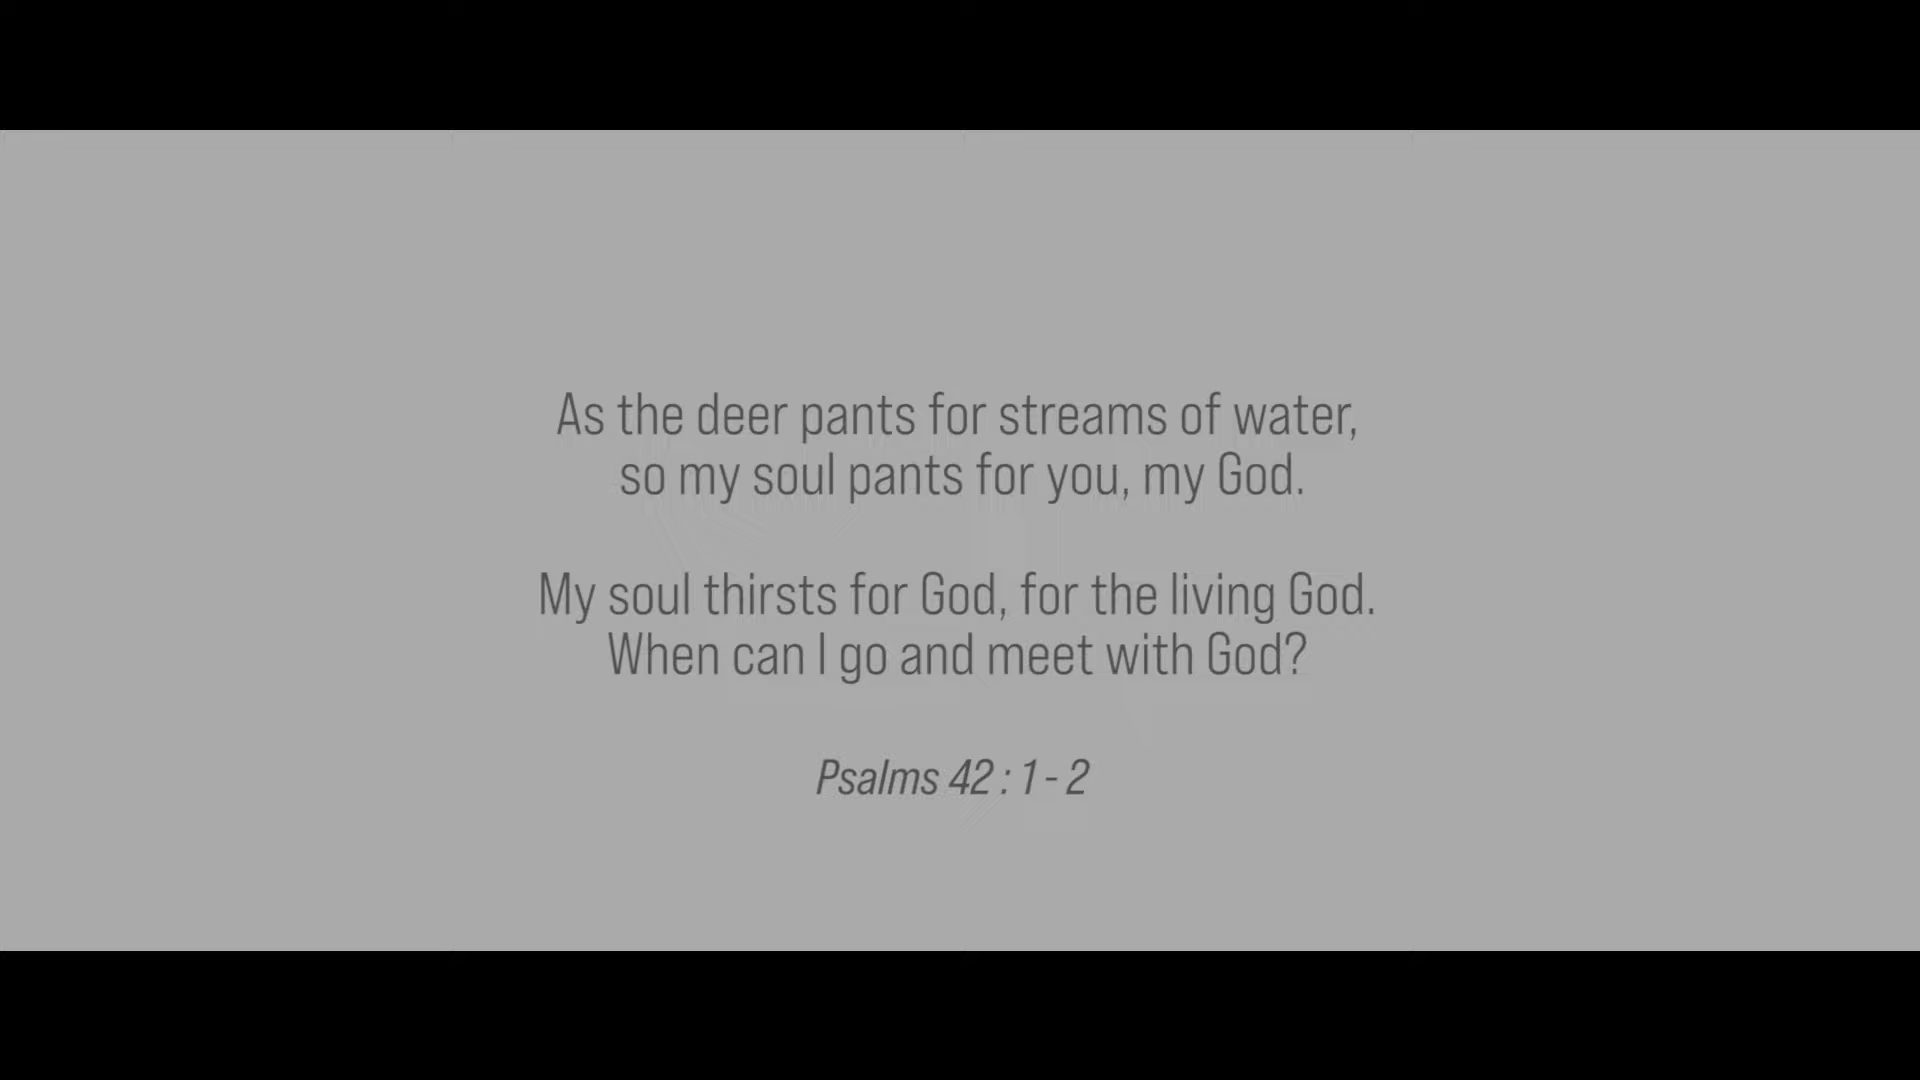 As the deer pants for streams of water,
so my soul pants for you, my God.
My soul thirsts for God, for the living God.
When can I go and meet with God?
Psalms 42 : 1 - 2